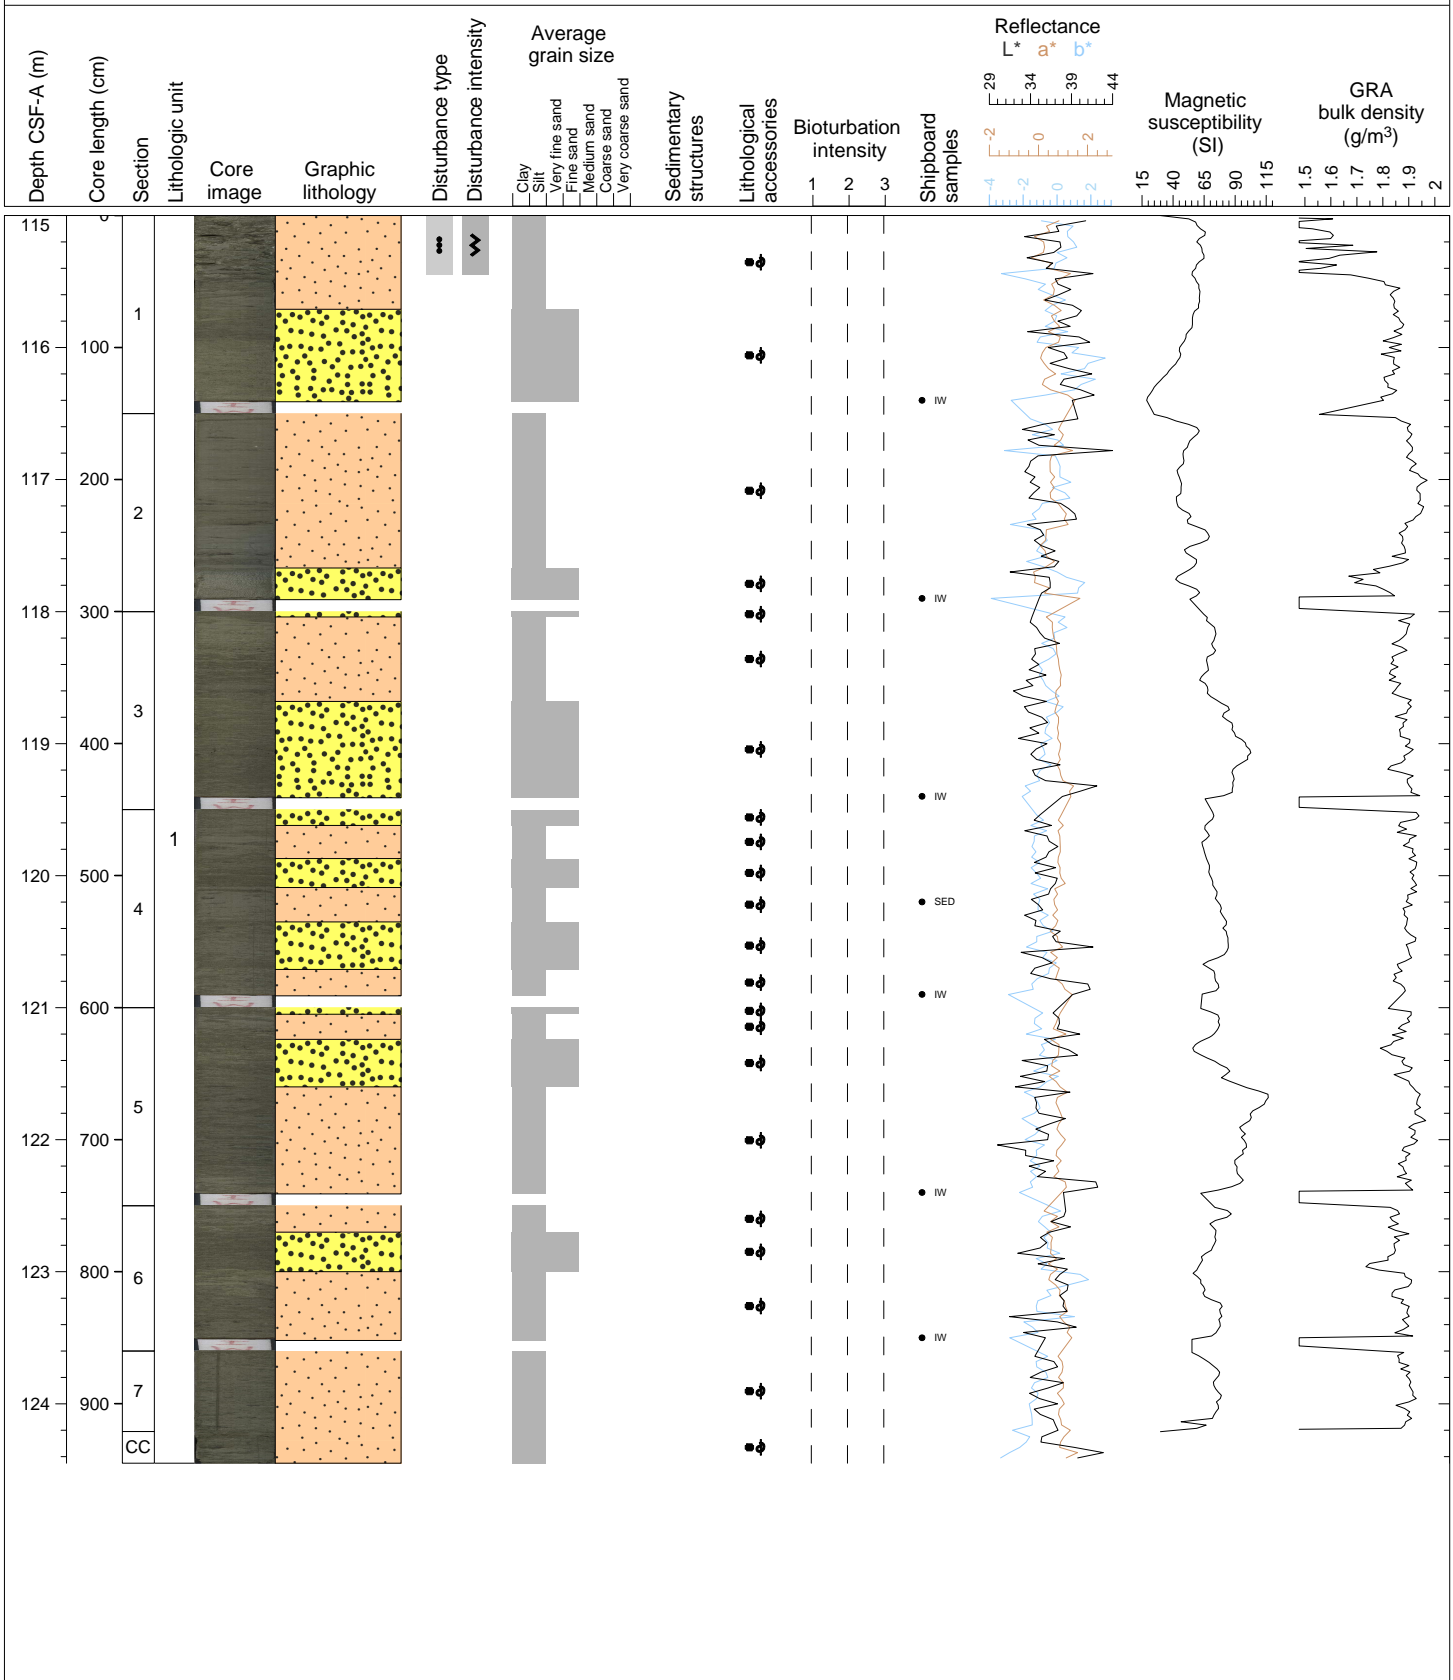 Depth CSF-A (m)
Core length (cm)
Section
Lithologic unit
Core
image
Graphic
lithology
Disturbance type
Disturbance intensity
Average
grain size
Clay
Silt
Very fine sand
Fine sand
Medium sand
Coarse sand
Very coarse sand
Sedimentary
structures
Lithological
accessories
Bioturbation
intensity
1 2 3
Shipboard
samples
Reflectance
L* a* b*
29 34 39 44
-2 0 2
-4 -2 0 2
Magnetic
susceptibility
(SI)
15 40 65 90 115
GRA
bulk density
(g/m3)
1.5 1.6 1.7 1.8 1.9 2
115 0
1
116 100
IW
117 200
2
IW
118 300
3
119 400
IW
1
120 500
4
SED
IW
121 600
5
122 700
IW
123 800
6
IW
7
124 900
CC